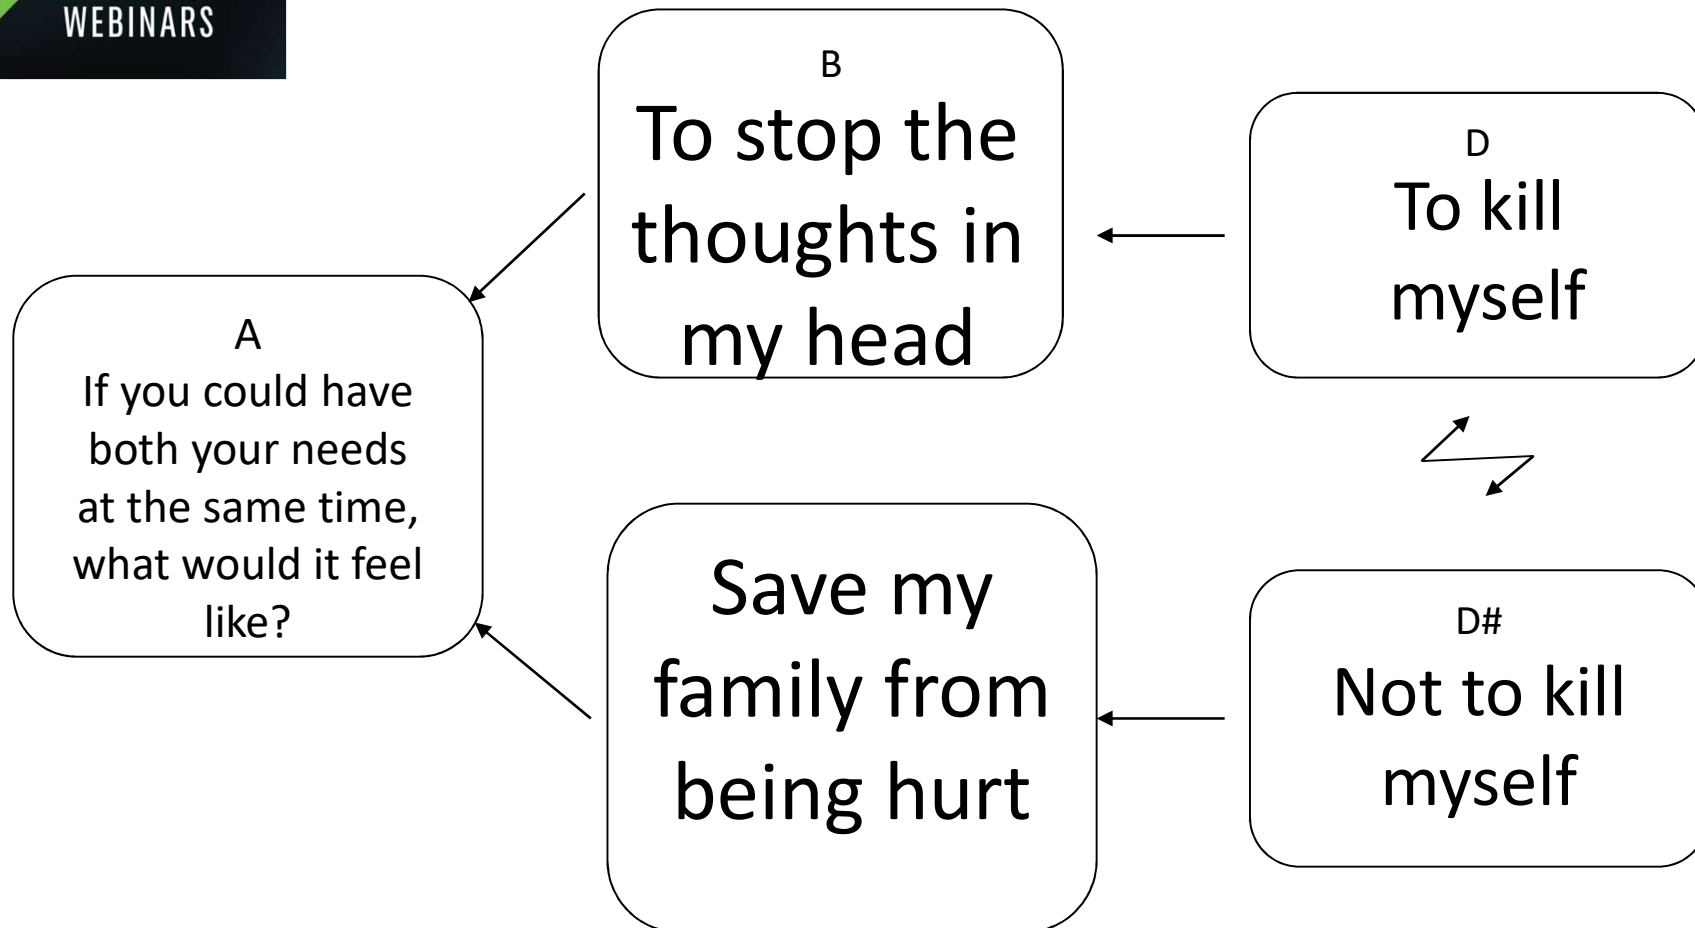 WEBINARS
B
To stop the
thoughts in
my head
D
To kill
myself
A
If you could have
both your needs
at the same time,
what would it feel
like?
Save my
family from
being hurt
D#
Not to kill
myself